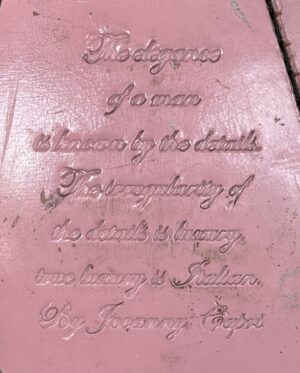 The elegance
of a man
is known by the details.
The irregularity of
the details is luxury,
true luxury is Italian.
By Jovanny Capri